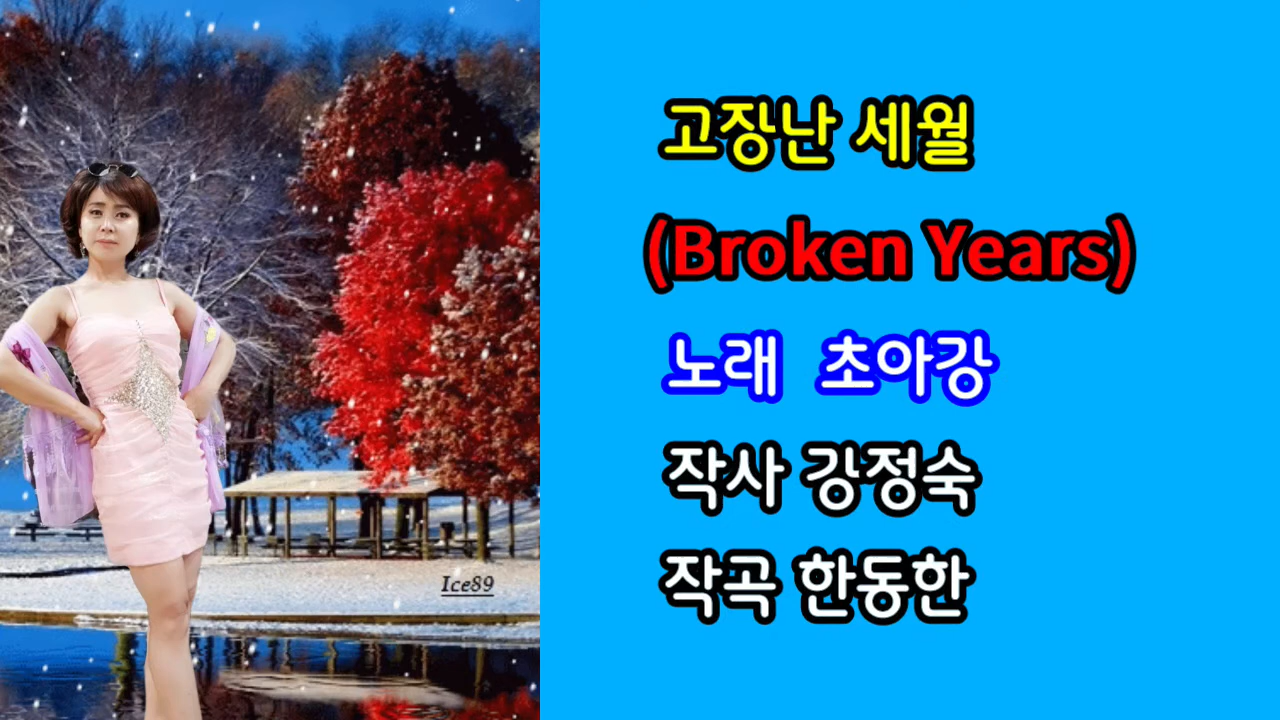 고장난 세월
(Broken Years)
노래 초아강
작사 강정숙
작곡 한동한
Ice89